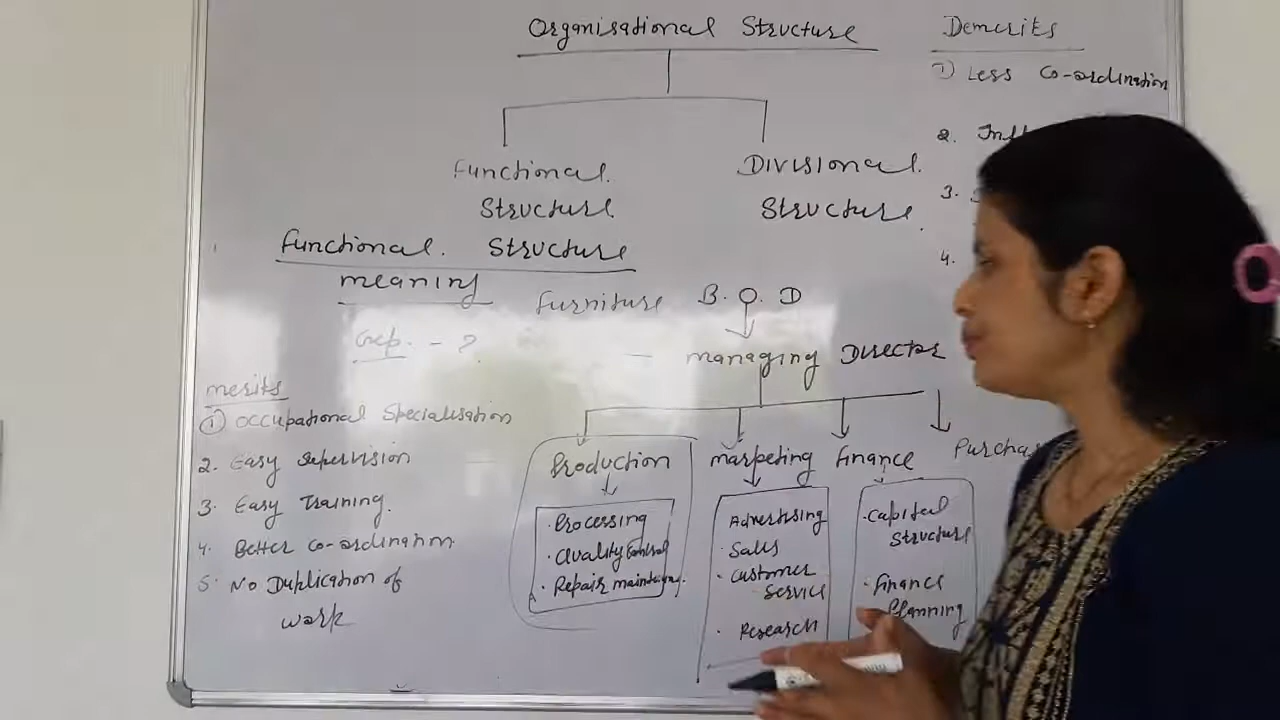 Organisational Structure
Functional
Structure
Divisional
Structure
Functional Structure
meaning
Furniture B.O.D
managing Director
merits
① Occupational Specialisation
2. Easy Supervision
3. Easy Training.
4. Better Co-ordination.
5. No Duplication of
work
Production
· Processing
· Quality Control
· Repair
marketing
Advertising
· Sales
· Customer
Service
· Research
finance
· Capital
Structure
· Finance
Planning
Demerits
① Less Co-ordination
2.
3.
4.